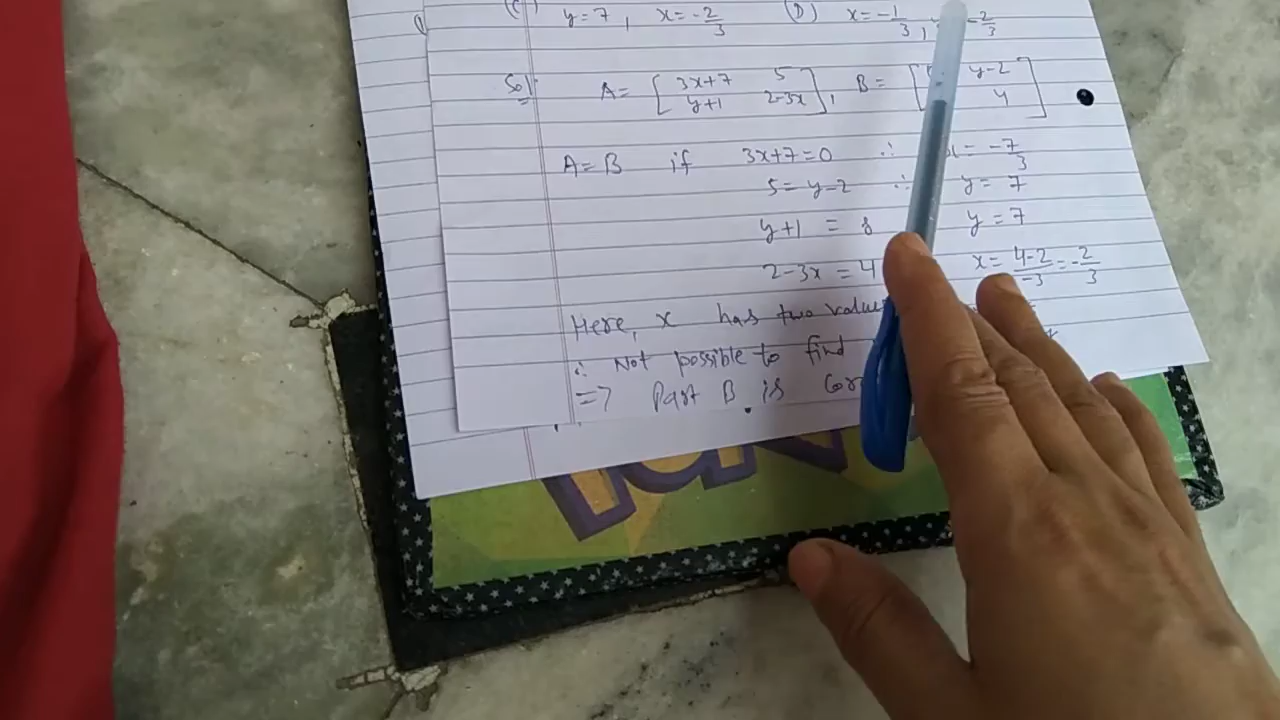 (C) y=7, x=-2/3 (D) x=-1/3, -2/3
Sol: A= [3x+7 5
y+1 2-3x], B= [ y-2
4]
A=B if 3x+7=0 ∴ x= -7/3
5=y-2 ∴ y= 7
y+1 = 8 y=7
2-3x=4 x= 4-2/-3=-2/3
Here, x has two
∴ Not possible to find
=> Part B is